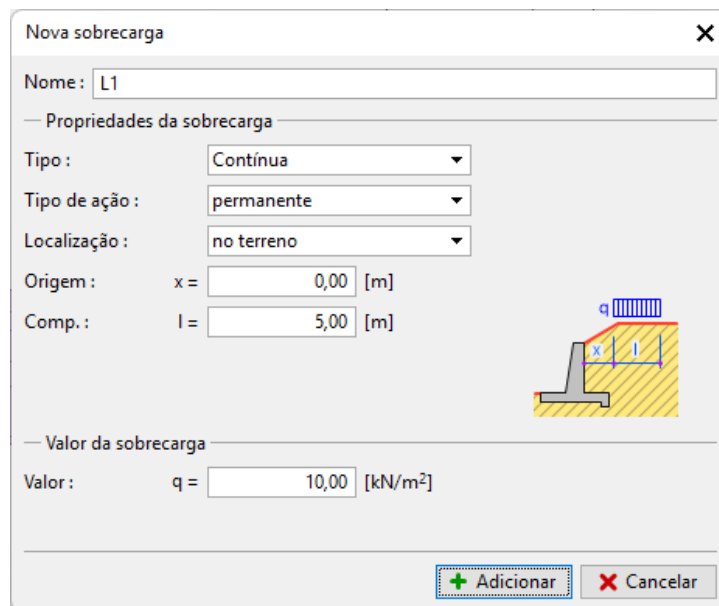 Nova sobrecarga
Nome : L1
Propriedades da sobrecarga
Tipo : Contínua
Tipo de ação : permanente
Localização : no terreno
Origem : x = 0,00 [m]
Comp. : l = 5,00 [m]
q
x l
Valor da sobrecarga
Valor : q = 10,00 [kN/m²]
Adicionar Cancelar